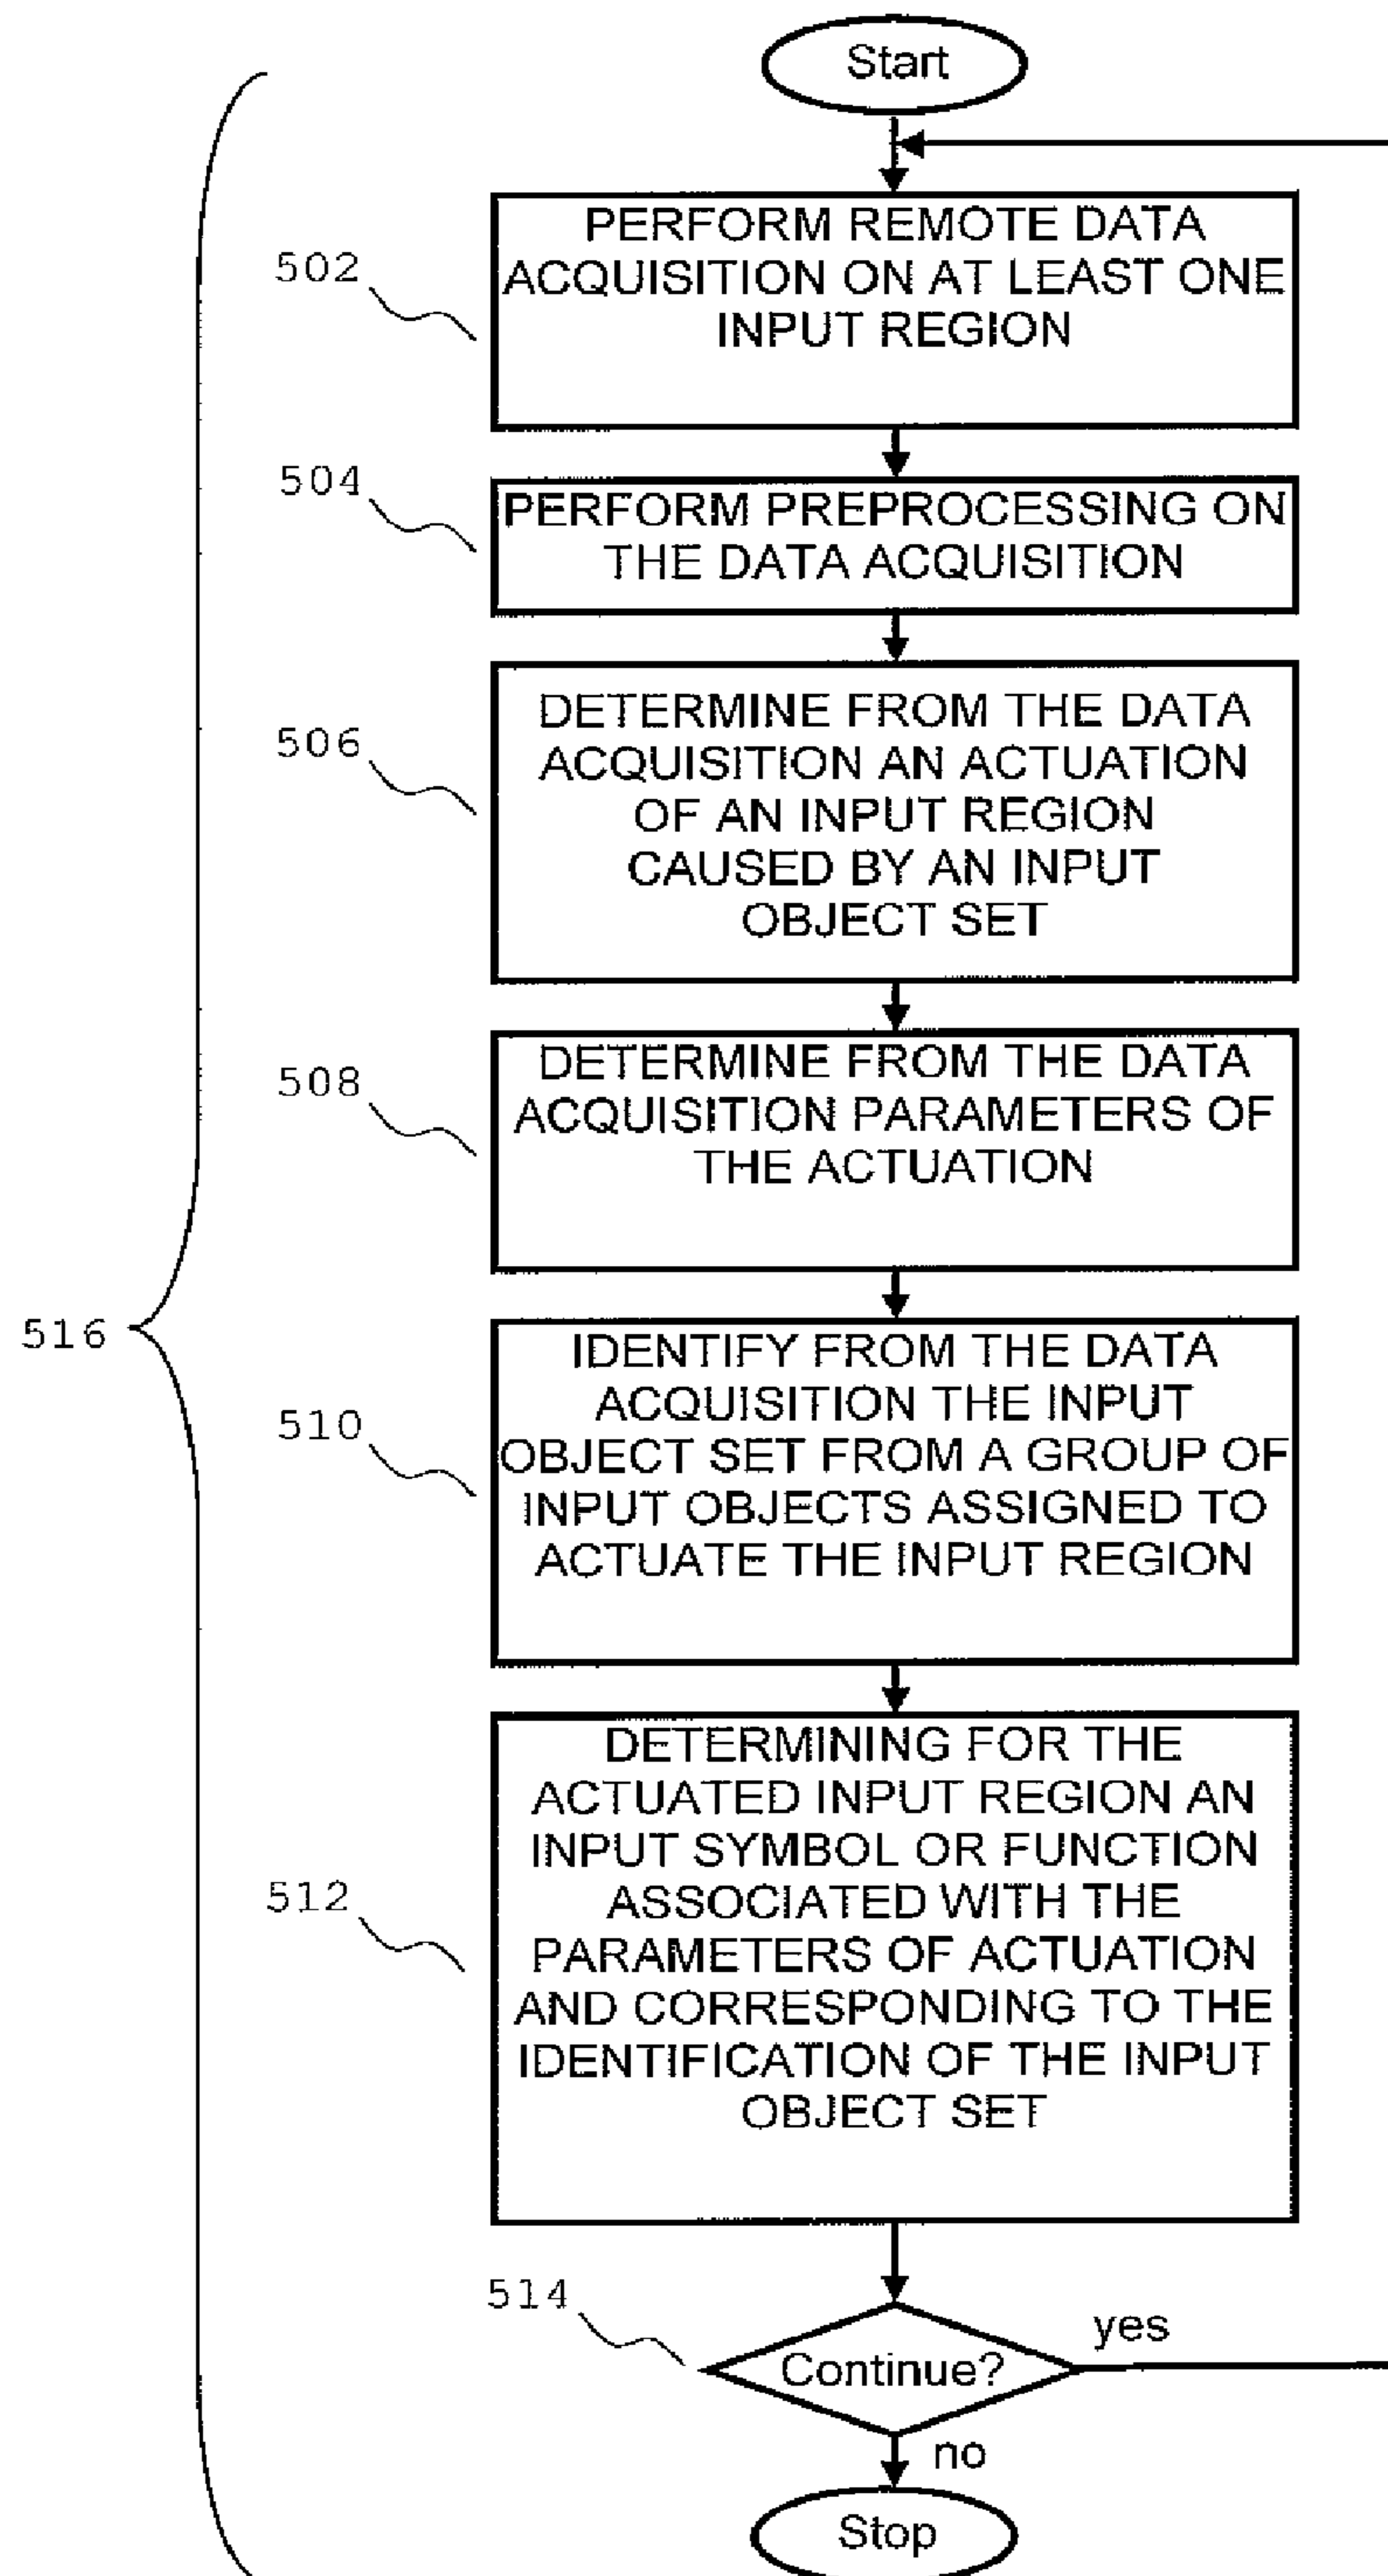 Start
502
PERFORM REMOTE DATA
ACQUISITION ON AT LEAST ONE
INPUT REGION
504
PERFORM PREPROCESSING ON
THE DATA ACQUISITION
506
DETERMINE FROM THE DATA
ACQUISITION AN ACTUATION
OF AN INPUT REGION
CAUSED BY AN INPUT
OBJECT SET
508
DETERMINE FROM THE DATA
ACQUISITION PARAMETERS OF
THE ACTUATION
516
510
IDENTIFY FROM THE DATA
ACQUISITION THE INPUT
OBJECT SET FROM A GROUP OF
INPUT OBJECTS ASSIGNED TO
ACTUATE THE INPUT REGION
512
DETERMINING FOR THE
ACTUATED INPUT REGION AN
INPUT SYMBOL OR FUNCTION
ASSOCIATED WITH THE
PARAMETERS OF ACTUATION
AND CORRESPONDING TO THE
IDENTIFICATION OF THE INPUT
OBJECT SET
514
Continue?
yes
no
Stop